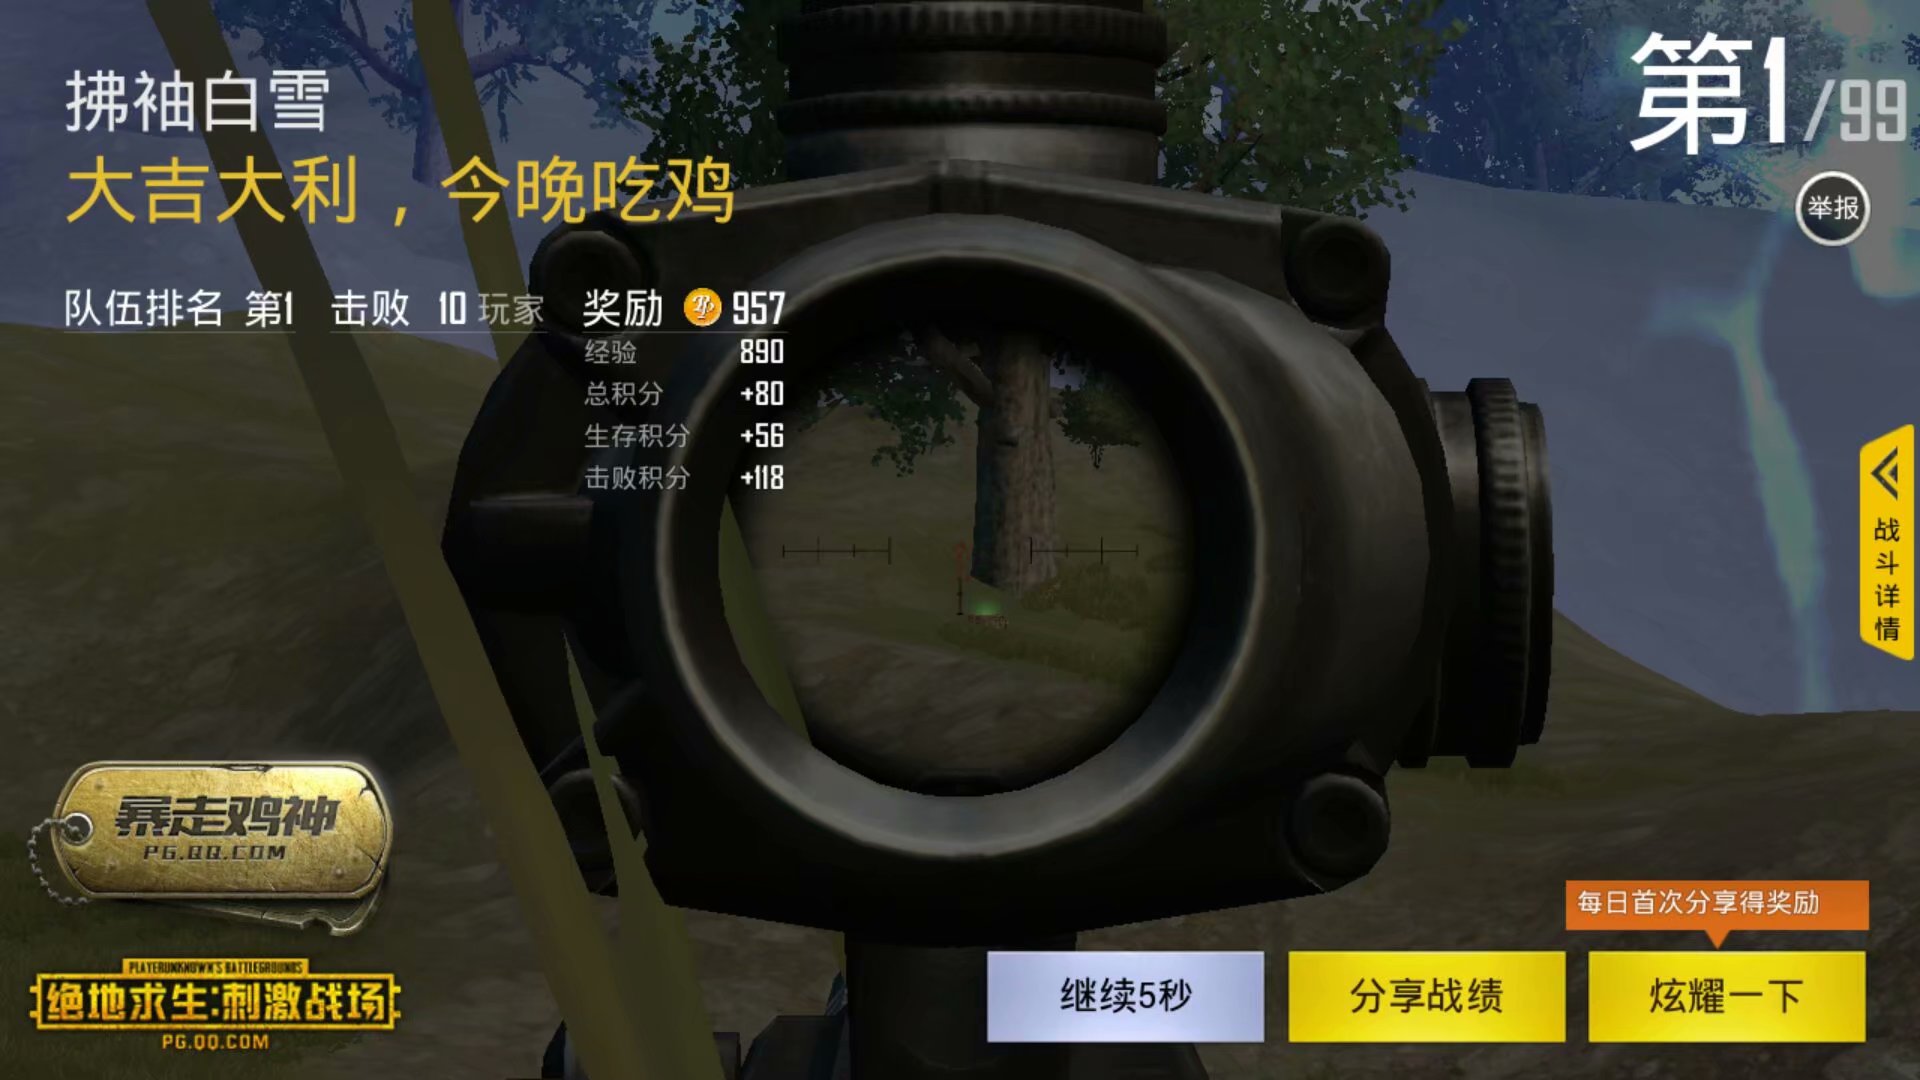 拂袖白雪
第1/99
大吉大利，今晚吃鸡
举报
队伍排名 第1 击败 10 玩家 奖励 957
经验 890
总积分 +80
生存积分 +56
击败积分 +118
战斗详情
暴走鸡神
PG.QQ.COM
每日首次分享得奖励
PLAYERUNKNOWN'S BATTLEGROUNDS
绝地求生:刺激战场
PG.QQ.COM
继续5秒
分享战绩
炫耀一下